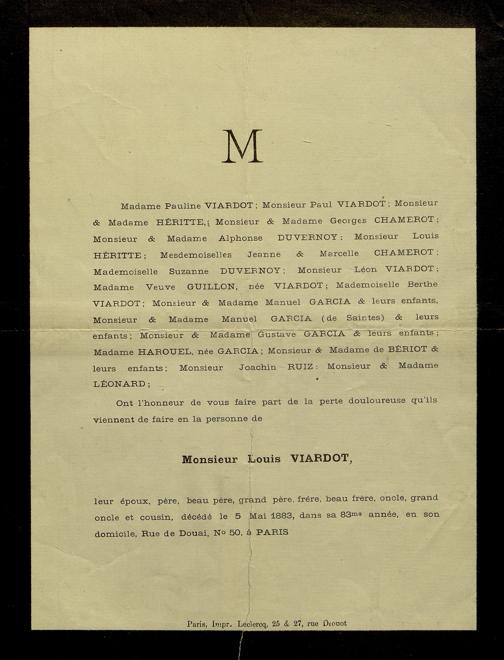 M
Madame Pauline VIARDOT; Monsieur Paul VIARDOT; Monsieur
& Madame HÉRITTE,; Monsieur & Madame Georges CHAMEROT;
Monsieur & Madame Alphonse DUVERNOY; Monsieur Louis
HÉRITTE; Mesdemoiselles Jeanne & Marcelle CHAMEROT;
Mademoiselle Suzanne DUVERNOY; Monsieur Léon VIARDOT;
Madame Veuve GUILLON, née VIARDOT; Mademoiselle Berthe
VIARDOT; Monsieur & Madame Manuel GARCIA & leurs enfants,
Monsieur & Madame Manuel GARCIA (de Saintes) & leurs
enfants; Monsieur & Madame Gustave GARCIA & leurs enfants;
Madame HAROUEL, née GARCIA; Monsieur & Madame de BÉRIOT &
leurs enfants; Monsieur Joachin RUIZ: Monsieur & Madame
LÉONARD;
Ont l'honneur de vous faire part de la perte douloureuse qu'ils
viennent de faire en la personne de
Monsieur Louis VIARDOT,
leur époux, père, beau père, grand père, frère, beau frère, oncle, grand
oncle et cousin, décédé le 5 Mai 1883, dans sa 83me année, en son
domicile, Rue de Douai, No 50, à PARIS
Paris, Impr. Leclercq, 25 & 27, rue Drouot